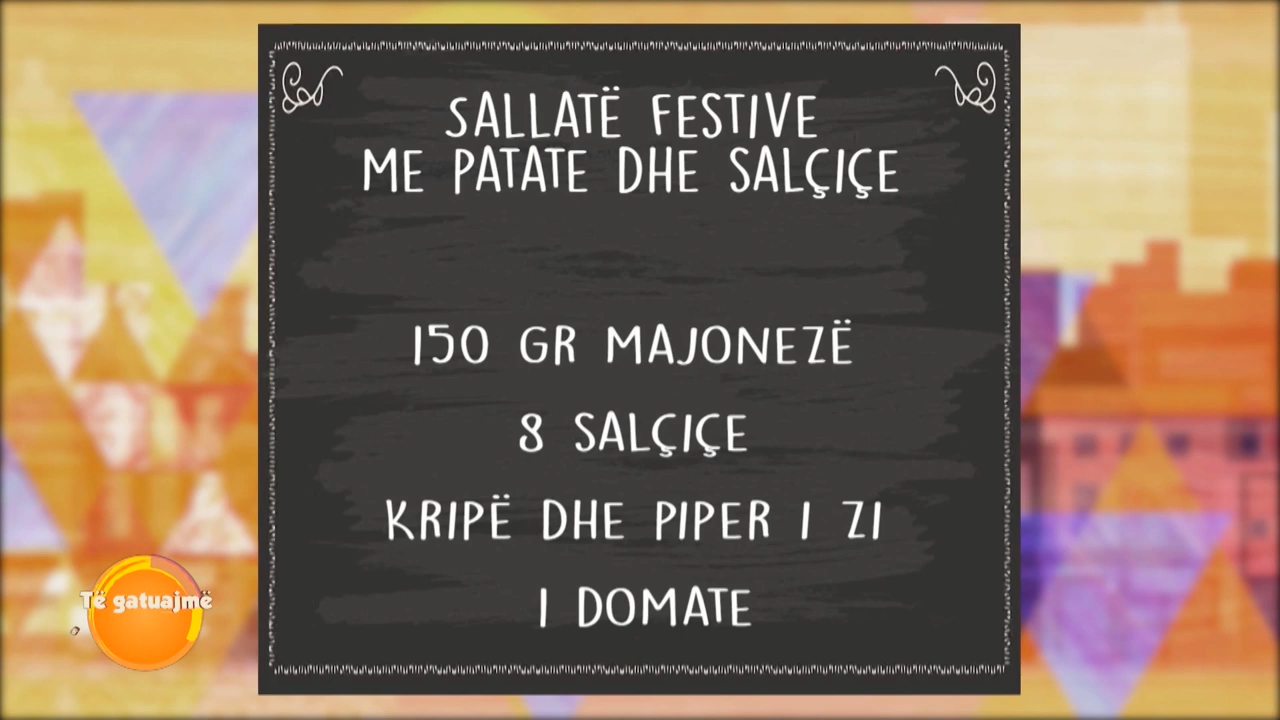 SALLATË FESTIVE
ME PATATE DHE SALÇIÇE
150 GR MAJONEZË
8 SALÇIÇE
KRIPË DHE PIPER I ZI
1 DOMATE
Të gatuajmë